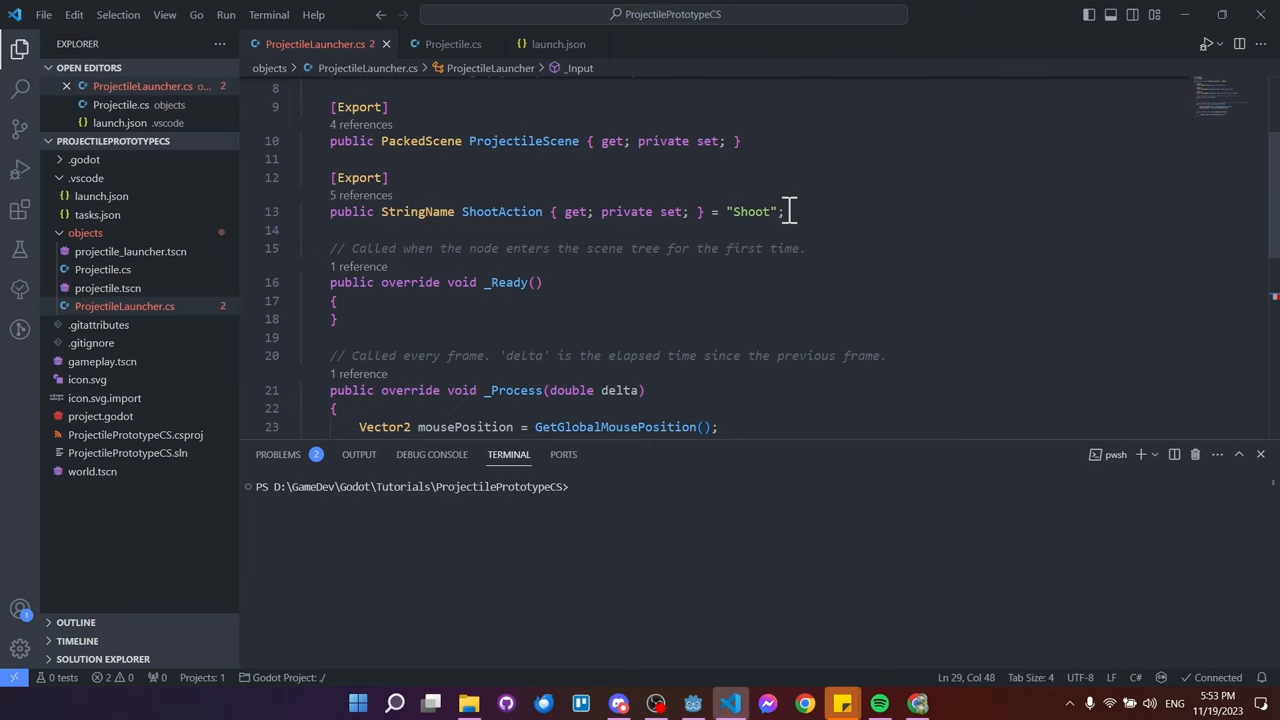 File Edit Selection View Go Run Terminal Help
ProjectilePrototypeCS
EXPLORER
ProjectileLauncher.cs 2
Projectile.cs
launch.json
OPEN EDITORS
objects > ProjectileLauncher.cs > ProjectileLauncher > _Input
ProjectileLauncher.cs o... 2
Projectile.cs objects
launch.json .vscode
PROJECTILEPROTOTYPECS
.godot
.vscode
launch.json
tasks.json
objects
projectile_launcher.tscn
Projectile.cs
projectile.tscn
ProjectileLauncher.cs 2
.gitattributes
.gitignore
gameplay.tscn
icon.svg
icon.svg.import
project.godot
ProjectilePrototypeCS.csproj
ProjectilePrototypeCS.sln
world.tscn
OUTLINE
TIMELINE
SOLUTION EXPLORER
8
9 [Export]
4 references
10 public PackedScene ProjectileScene { get; private set; }
11
12 [Export]
5 references
13 public StringName ShootAction { get; private set; } = "Shoot";
14
15 // Called when the node enters the scene tree for the first time.
1 reference
16 public override void _Ready()
17 {
18 }
19
20 // Called every frame. 'delta' is the elapsed time since the previous frame.
1 reference
21 public override void _Process(double delta)
22 {
23 Vector2 mousePosition = GetGlobalMousePosition();
PROBLEMS 2 OUTPUT DEBUG CONSOLE TERMINAL PORTS
pwsh
PS D:\GameDev\Godot\Tutorials\ProjectilePrototypeCS>
1
0 tests 2 0 0 Projects: 1 Godot Project: ./ Ln 29, Col 48 Tab Size: 4 UTF-8 LF C# Connected
5:53 PM
11/19/2023